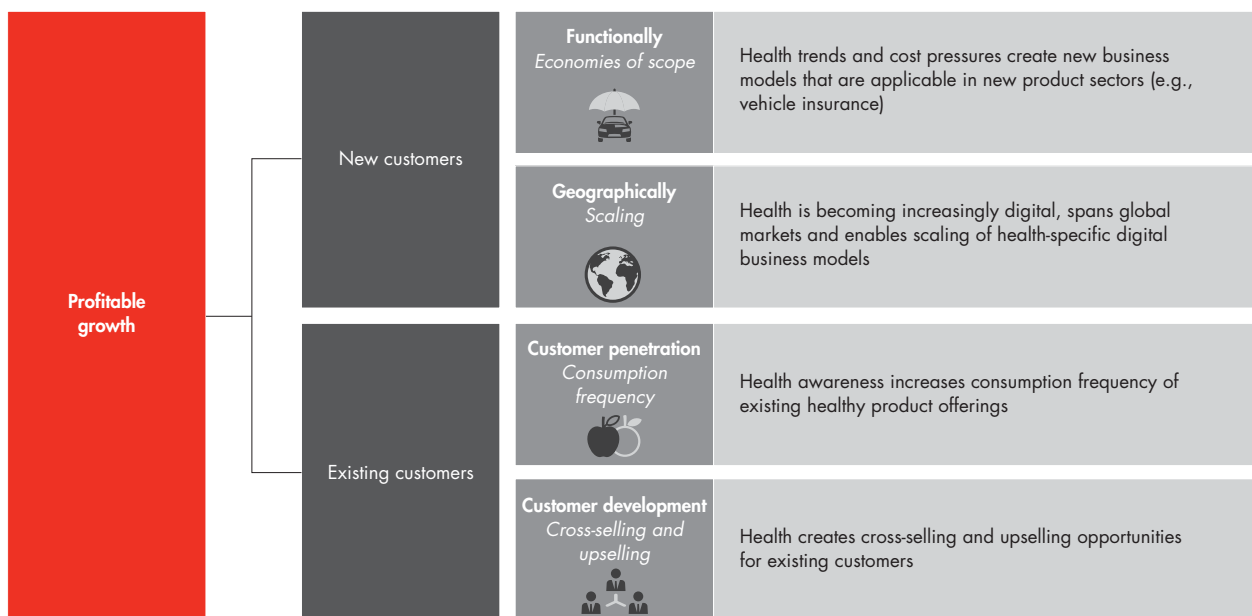 Profitable
growth
New customers
Functionally
Economies of scope
Health trends and cost pressures create new business
models that are applicable in new product sectors (e.g.,
vehicle insurance)
Geographically
Scaling
Health is becoming increasingly digital, spans global
markets and enables scaling of health-specific digital
business models
Existing customers
Customer penetration
Consumption
frequency
Health awareness increases consumption frequency of
existing healthy product offerings
Customer development
Cross-selling and
upselling
Health creates cross-selling and upselling opportunities
for existing customers